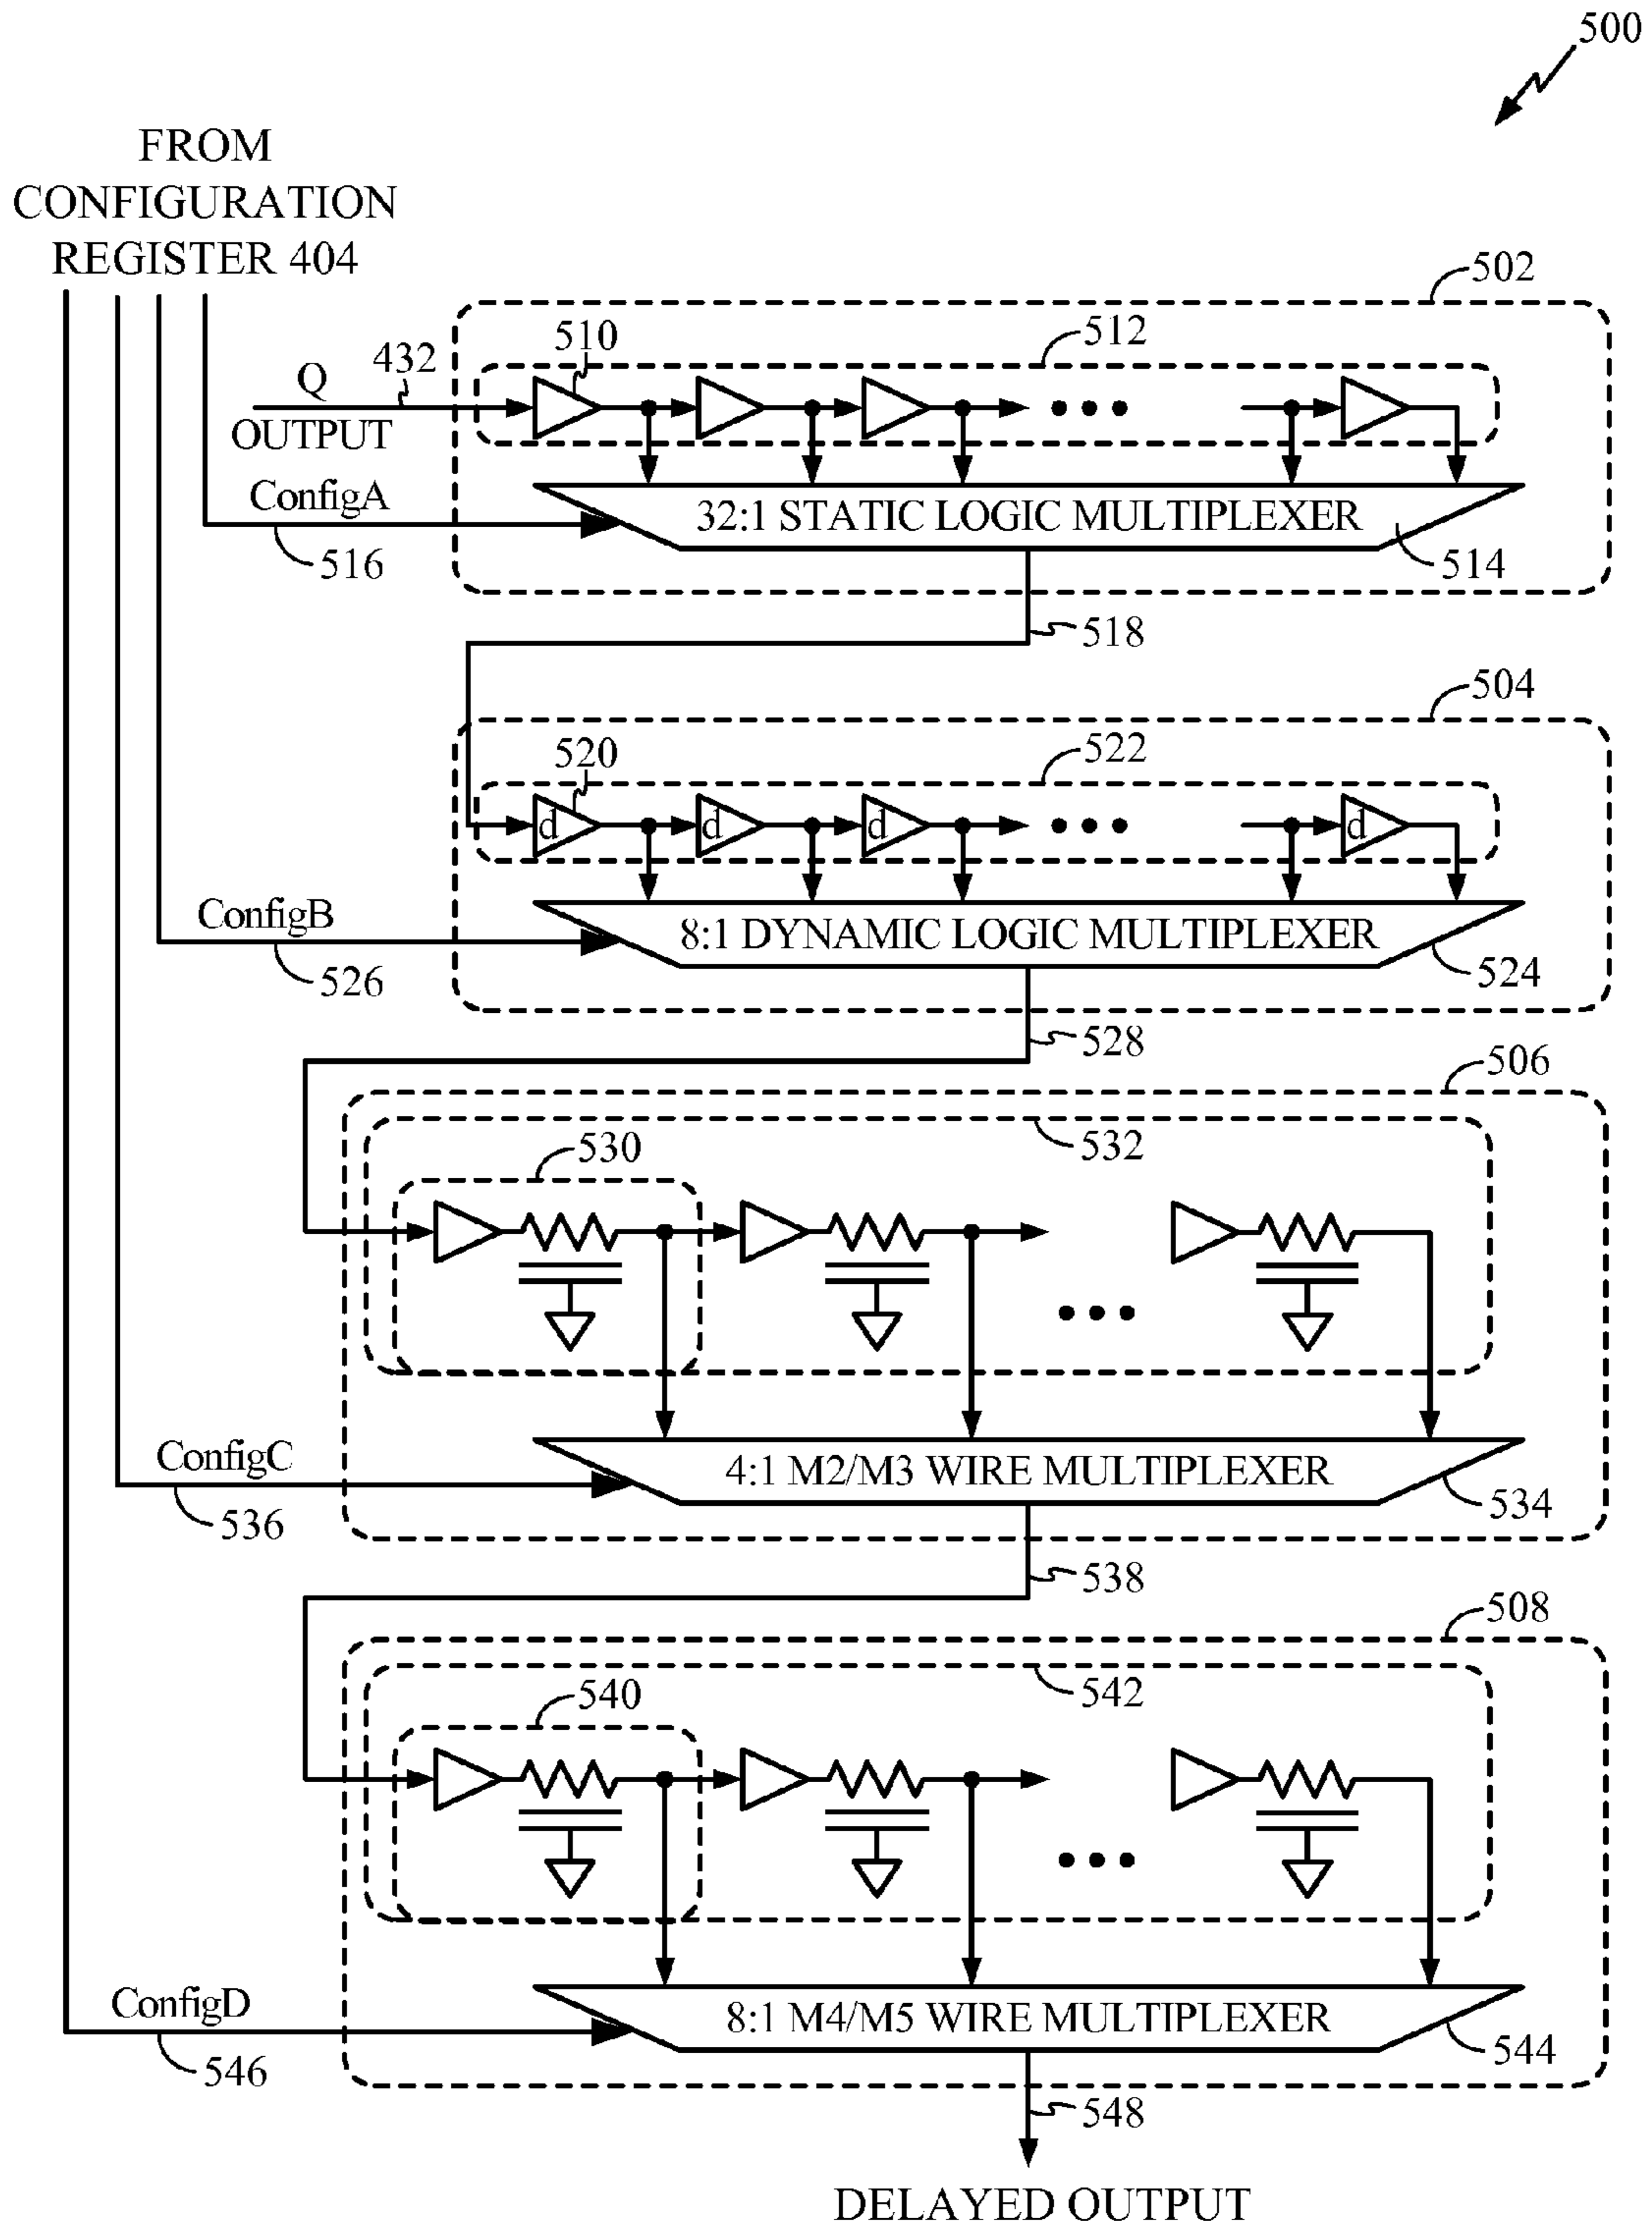 500
FROM
CONFIGURATION
REGISTER 404
502
510
512
432
Q
OUTPUT
ConfigA
516
32:1 STATIC LOGIC MULTIPLEXER
514
518
504
520
522
d d d d
ConfigB
526
8:1 DYNAMIC LOGIC MULTIPLEXER
524
528
506
530
532
ConfigC
536
4:1 M2/M3 WIRE MULTIPLEXER
534
538
508
540
542
ConfigD
546
8:1 M4/M5 WIRE MULTIPLEXER
544
548
DELAYED OUTPUT